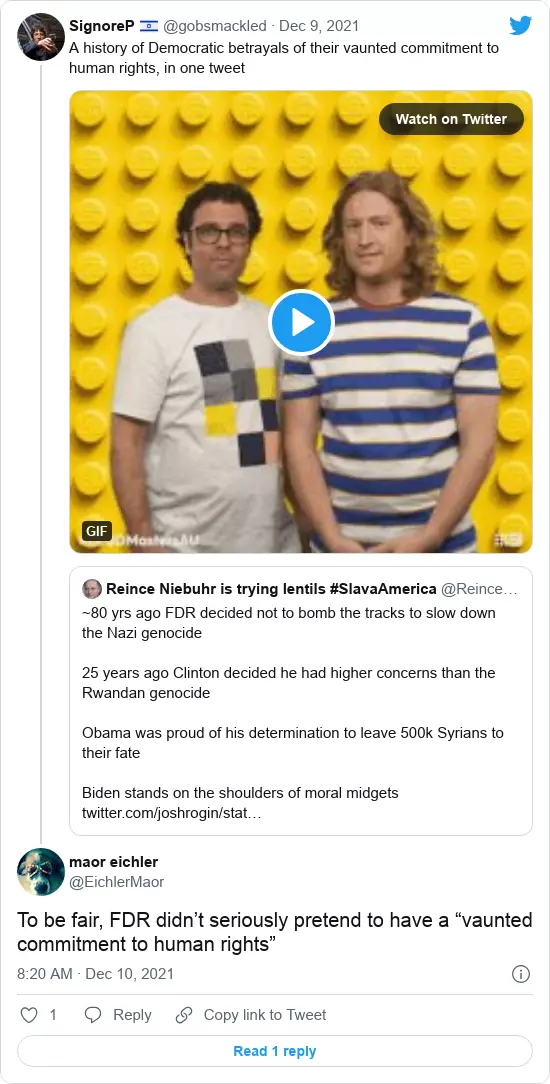 SignoreP 🇮🇱 @gobsmackled · Dec 9, 2021
A history of Democratic betrayals of their vaunted commitment to
human rights, in one tweet
Watch on Twitter
GIF
Reince Niebuhr is trying lentils #SlavaAmerica @Reince…
~80 yrs ago FDR decided not to bomb the tracks to slow down
the Nazi genocide
25 years ago Clinton decided he had higher concerns than the
Rwandan genocide
Obama was proud of his determination to leave 500k Syrians to
their fate
Biden stands on the shoulders of moral midgets
twitter.com/joshrogin/stat…
maor eichler
@EichlerMaor
To be fair, FDR didn’t seriously pretend to have a “vaunted
commitment to human rights”
8:20 AM · Dec 10, 2021
1 Reply Copy link to Tweet
Read 1 reply